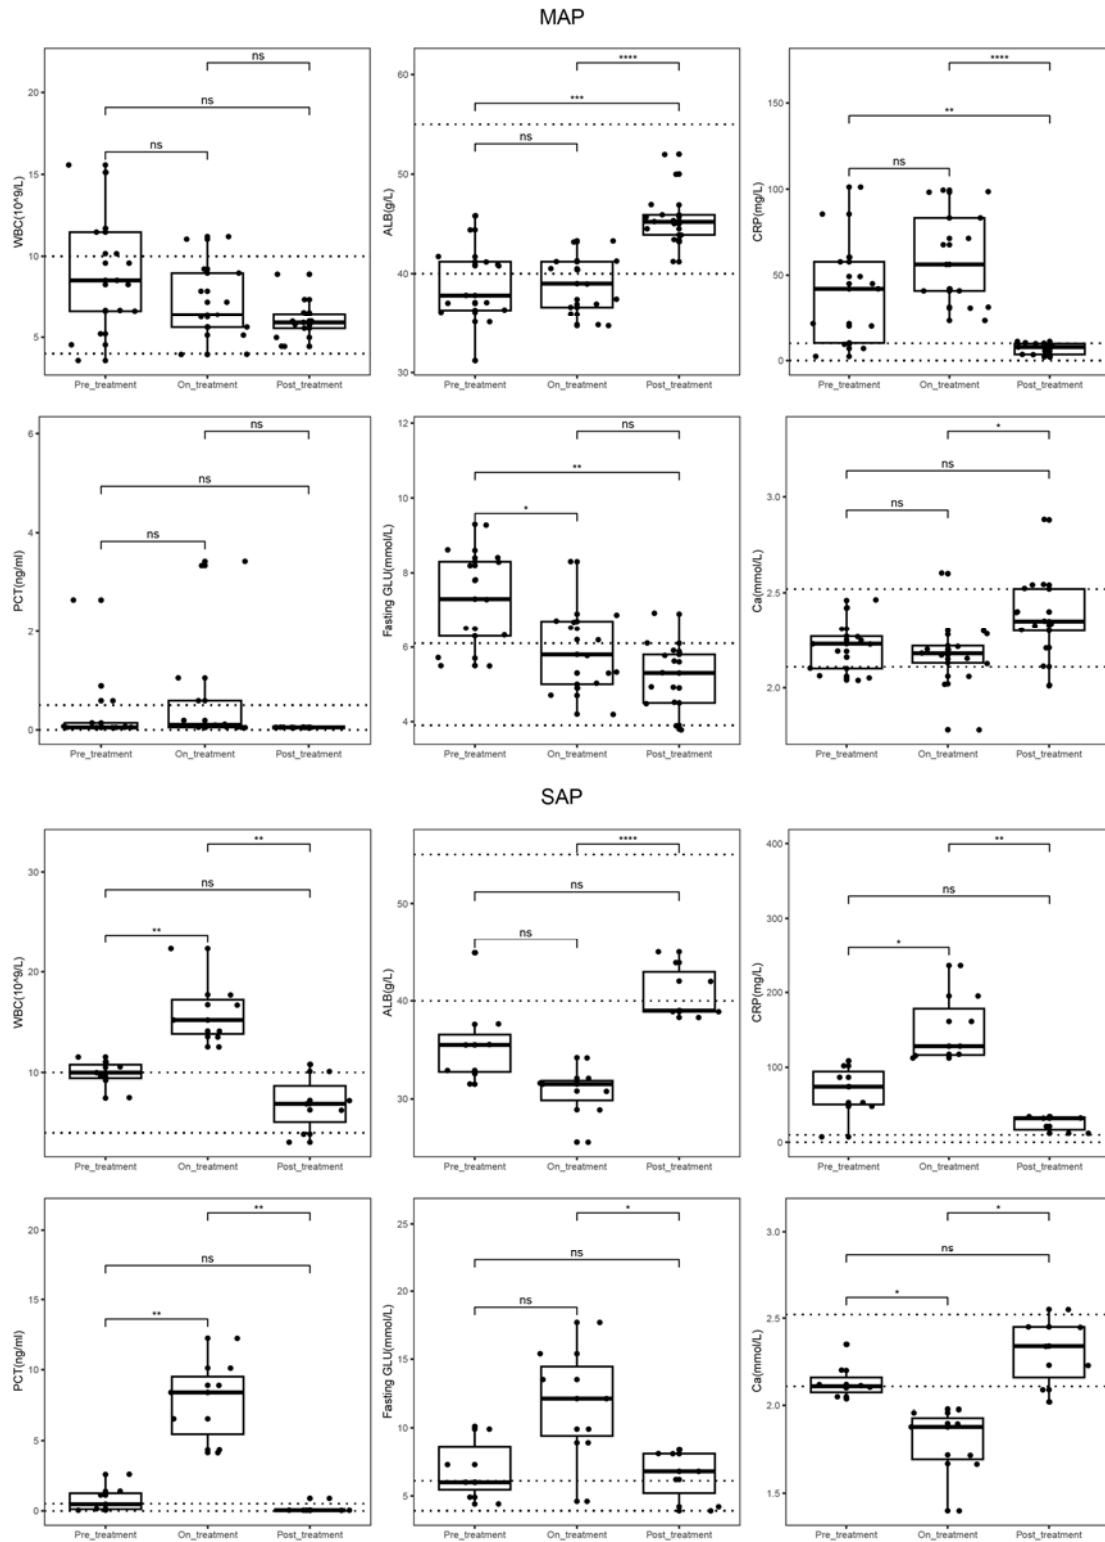 MAP
WBC(10^9/L)
20
15
10
5
ns
ns
ns
Pre_treatment On_treatment Post_treatment
ALB(g/L)
60
50
40
30
****
***
ns
Pre_treatment On_treatment Post_treatment
CRP(mg/L)
150
100
50
0
****
**
ns
Pre_treatment On_treatment Post_treatment
PCT(ng/ml)
6
4
2
0
ns
ns
ns
Pre_treatment On_treatment Post_treatment
Fasting GLU(mmol/L)
12
10
8
6
4
ns
**
*
Pre_treatment On_treatment Post_treatment
Ca(mmol/L)
3.0
2.5
2.0
*
ns
ns
Pre_treatment On_treatment Post_treatment
SAP
WBC(10^9/L)
30
20
10
**
ns
**
Pre_treatment On_treatment Post_treatment
ALB(g/L)
50
40
30
****
ns
ns
Pre_treatment On_treatment Post_treatment
CRP(mg/L)
400
300
200
100
0
**
ns
*
Pre_treatment On_treatment Post_treatment
PCT(ng/ml)
20
15
10
5
0
**
ns
**
Pre_treatment On_treatment Post_treatment
Fasting GLU(mmol/L)
25
20
15
10
5
*
ns
ns
Pre_treatment On_treatment Post_treatment
Ca(mmol/L)
3.0
2.5
2.0
1.5
*
ns
*
Pre_treatment On_treatment Post_treatment